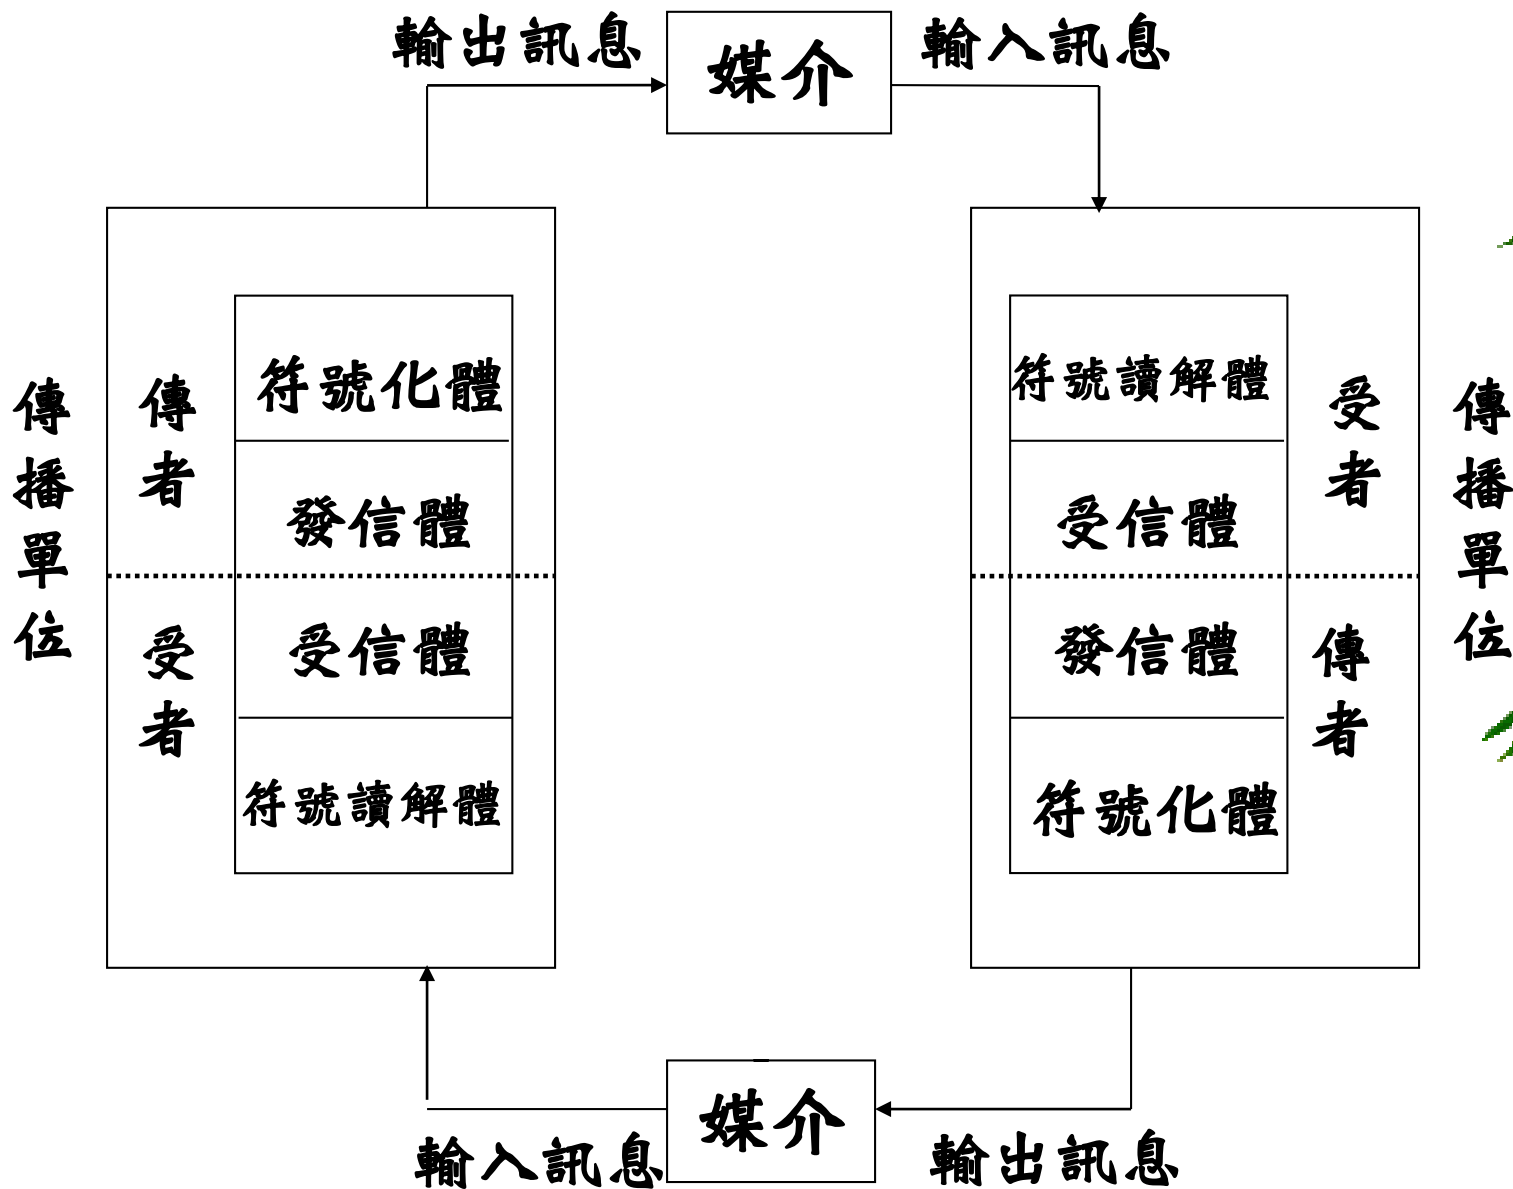 輸出訊息
媒介
輸入訊息
傳播單位
傳者
符號化體
發信體
受者
受信體
符號讀解體
符號讀解體
受信體
受者
發信體
符號化體
傳者
傳播單位
輸入訊息
媒介
輸出訊息